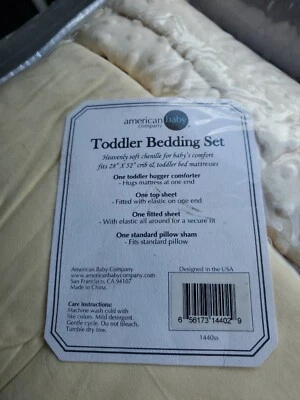 american baby
company
Toddler Bedding Set
Heavenly soft chenille for baby's comfort
fits 28" X 52" crib & toddler bed mattresses
One toddler hugger comforter
- Hugs mattress at one end
One top sheet
- Fitted with elastic on one end
One fitted sheet
- With elastic all around for a secure fit
One standard pillow sham
- Fits standard pillow
American Baby Company
americanbabycompany.com
San Francisco, CA 94107
Made in China.
Designed in the USA
Care Instructions:
Machine wash cold with
like colors. Mild detergent.
Gentle cycle. Do not Bleach.
Tumble dry low.
6 56173 14402 9